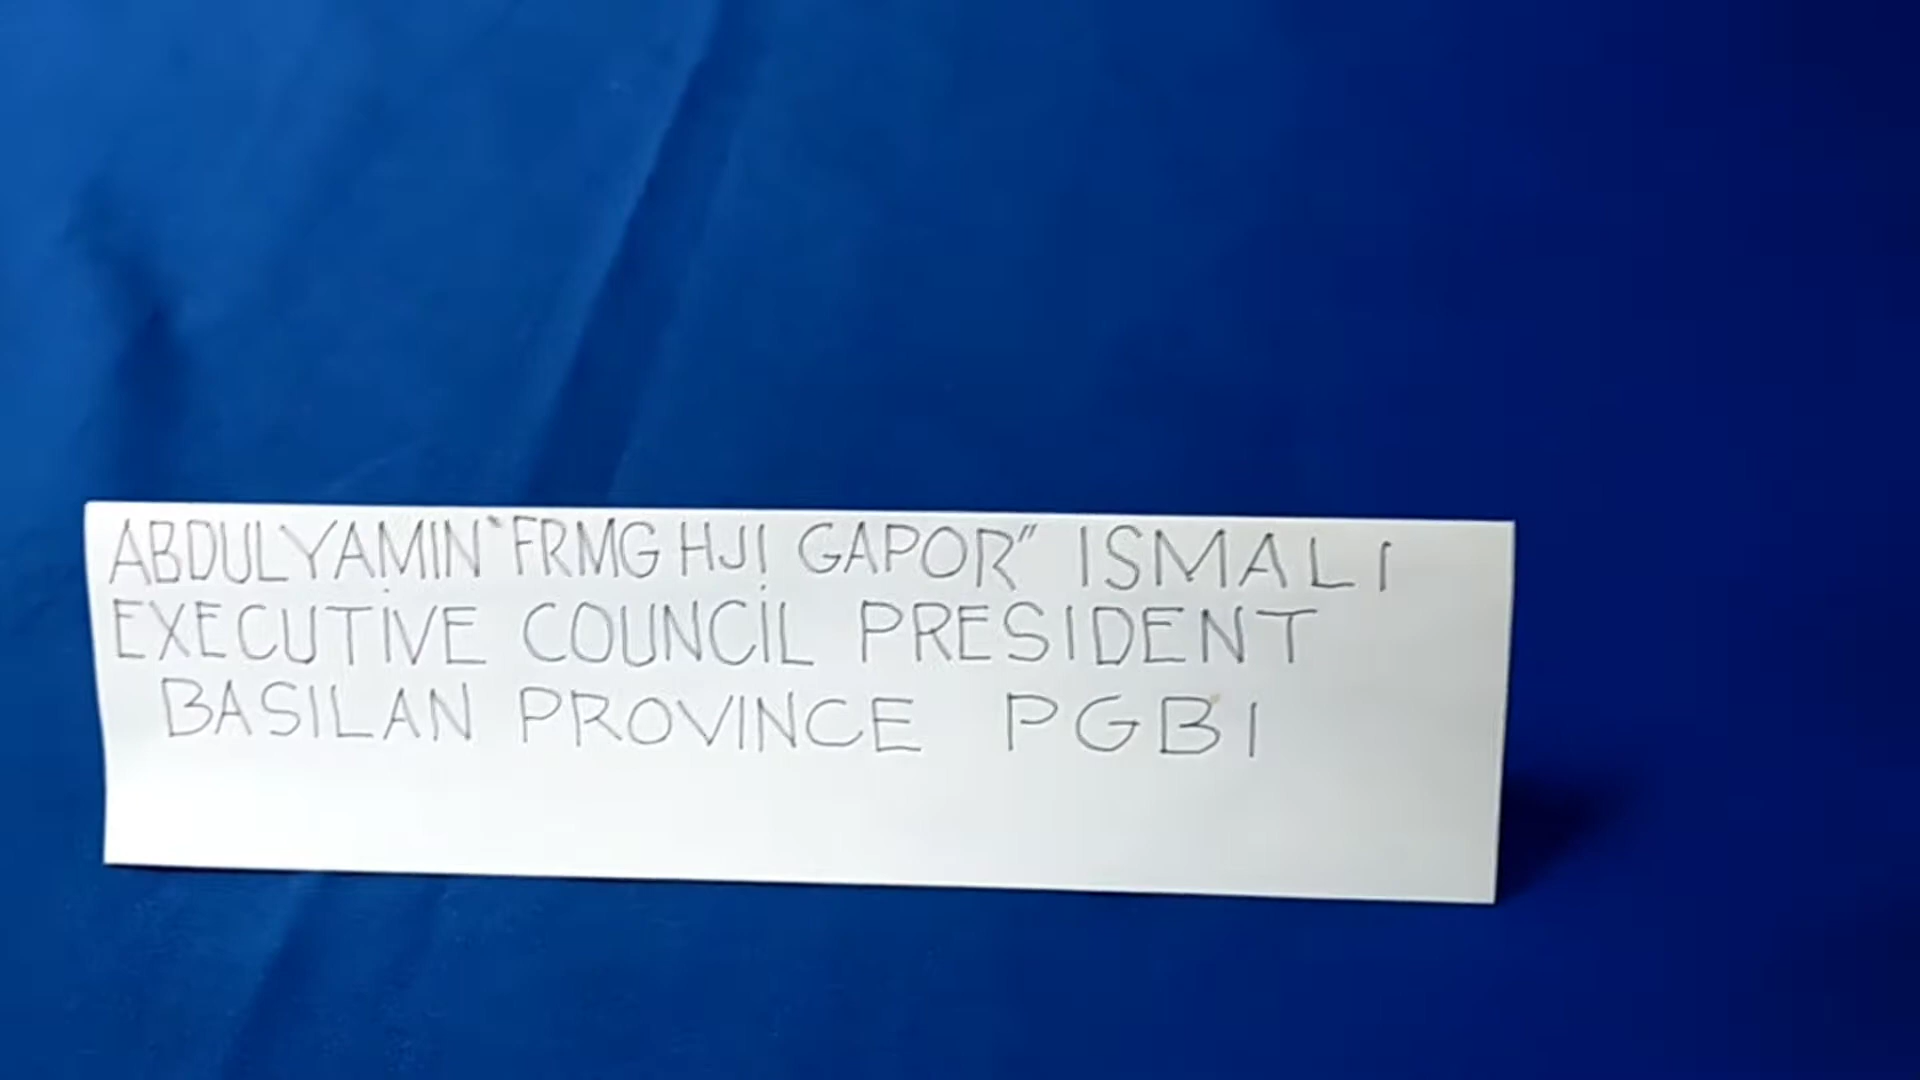 ABDULYAMIN "FRMG HJI GAPOR" ISMALI
EXECUTIVE COUNCIL PRESIDENT
BASILAN PROVINCE PGBI